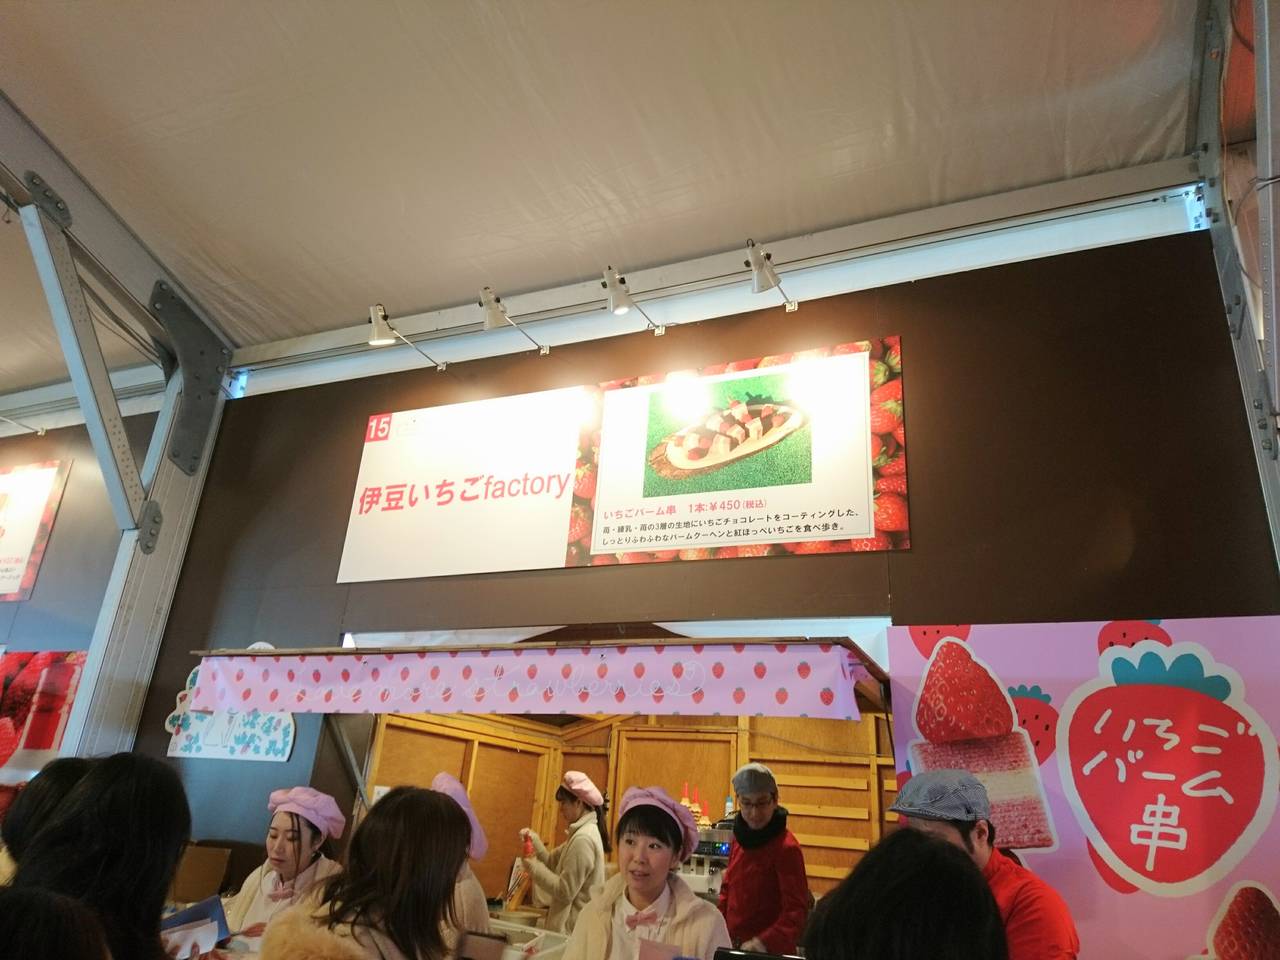 15
伊豆いちごfactory
いちごバーム串 1本:¥450(税込)
苺・練乳・苺の3層の生地にいちごチョコレートをコーティングした、
しっとりふわふわなバームクーヘンと紅ほっぺいちごを食べ歩き。
Love more strawberries♡
いちご
バーム
串